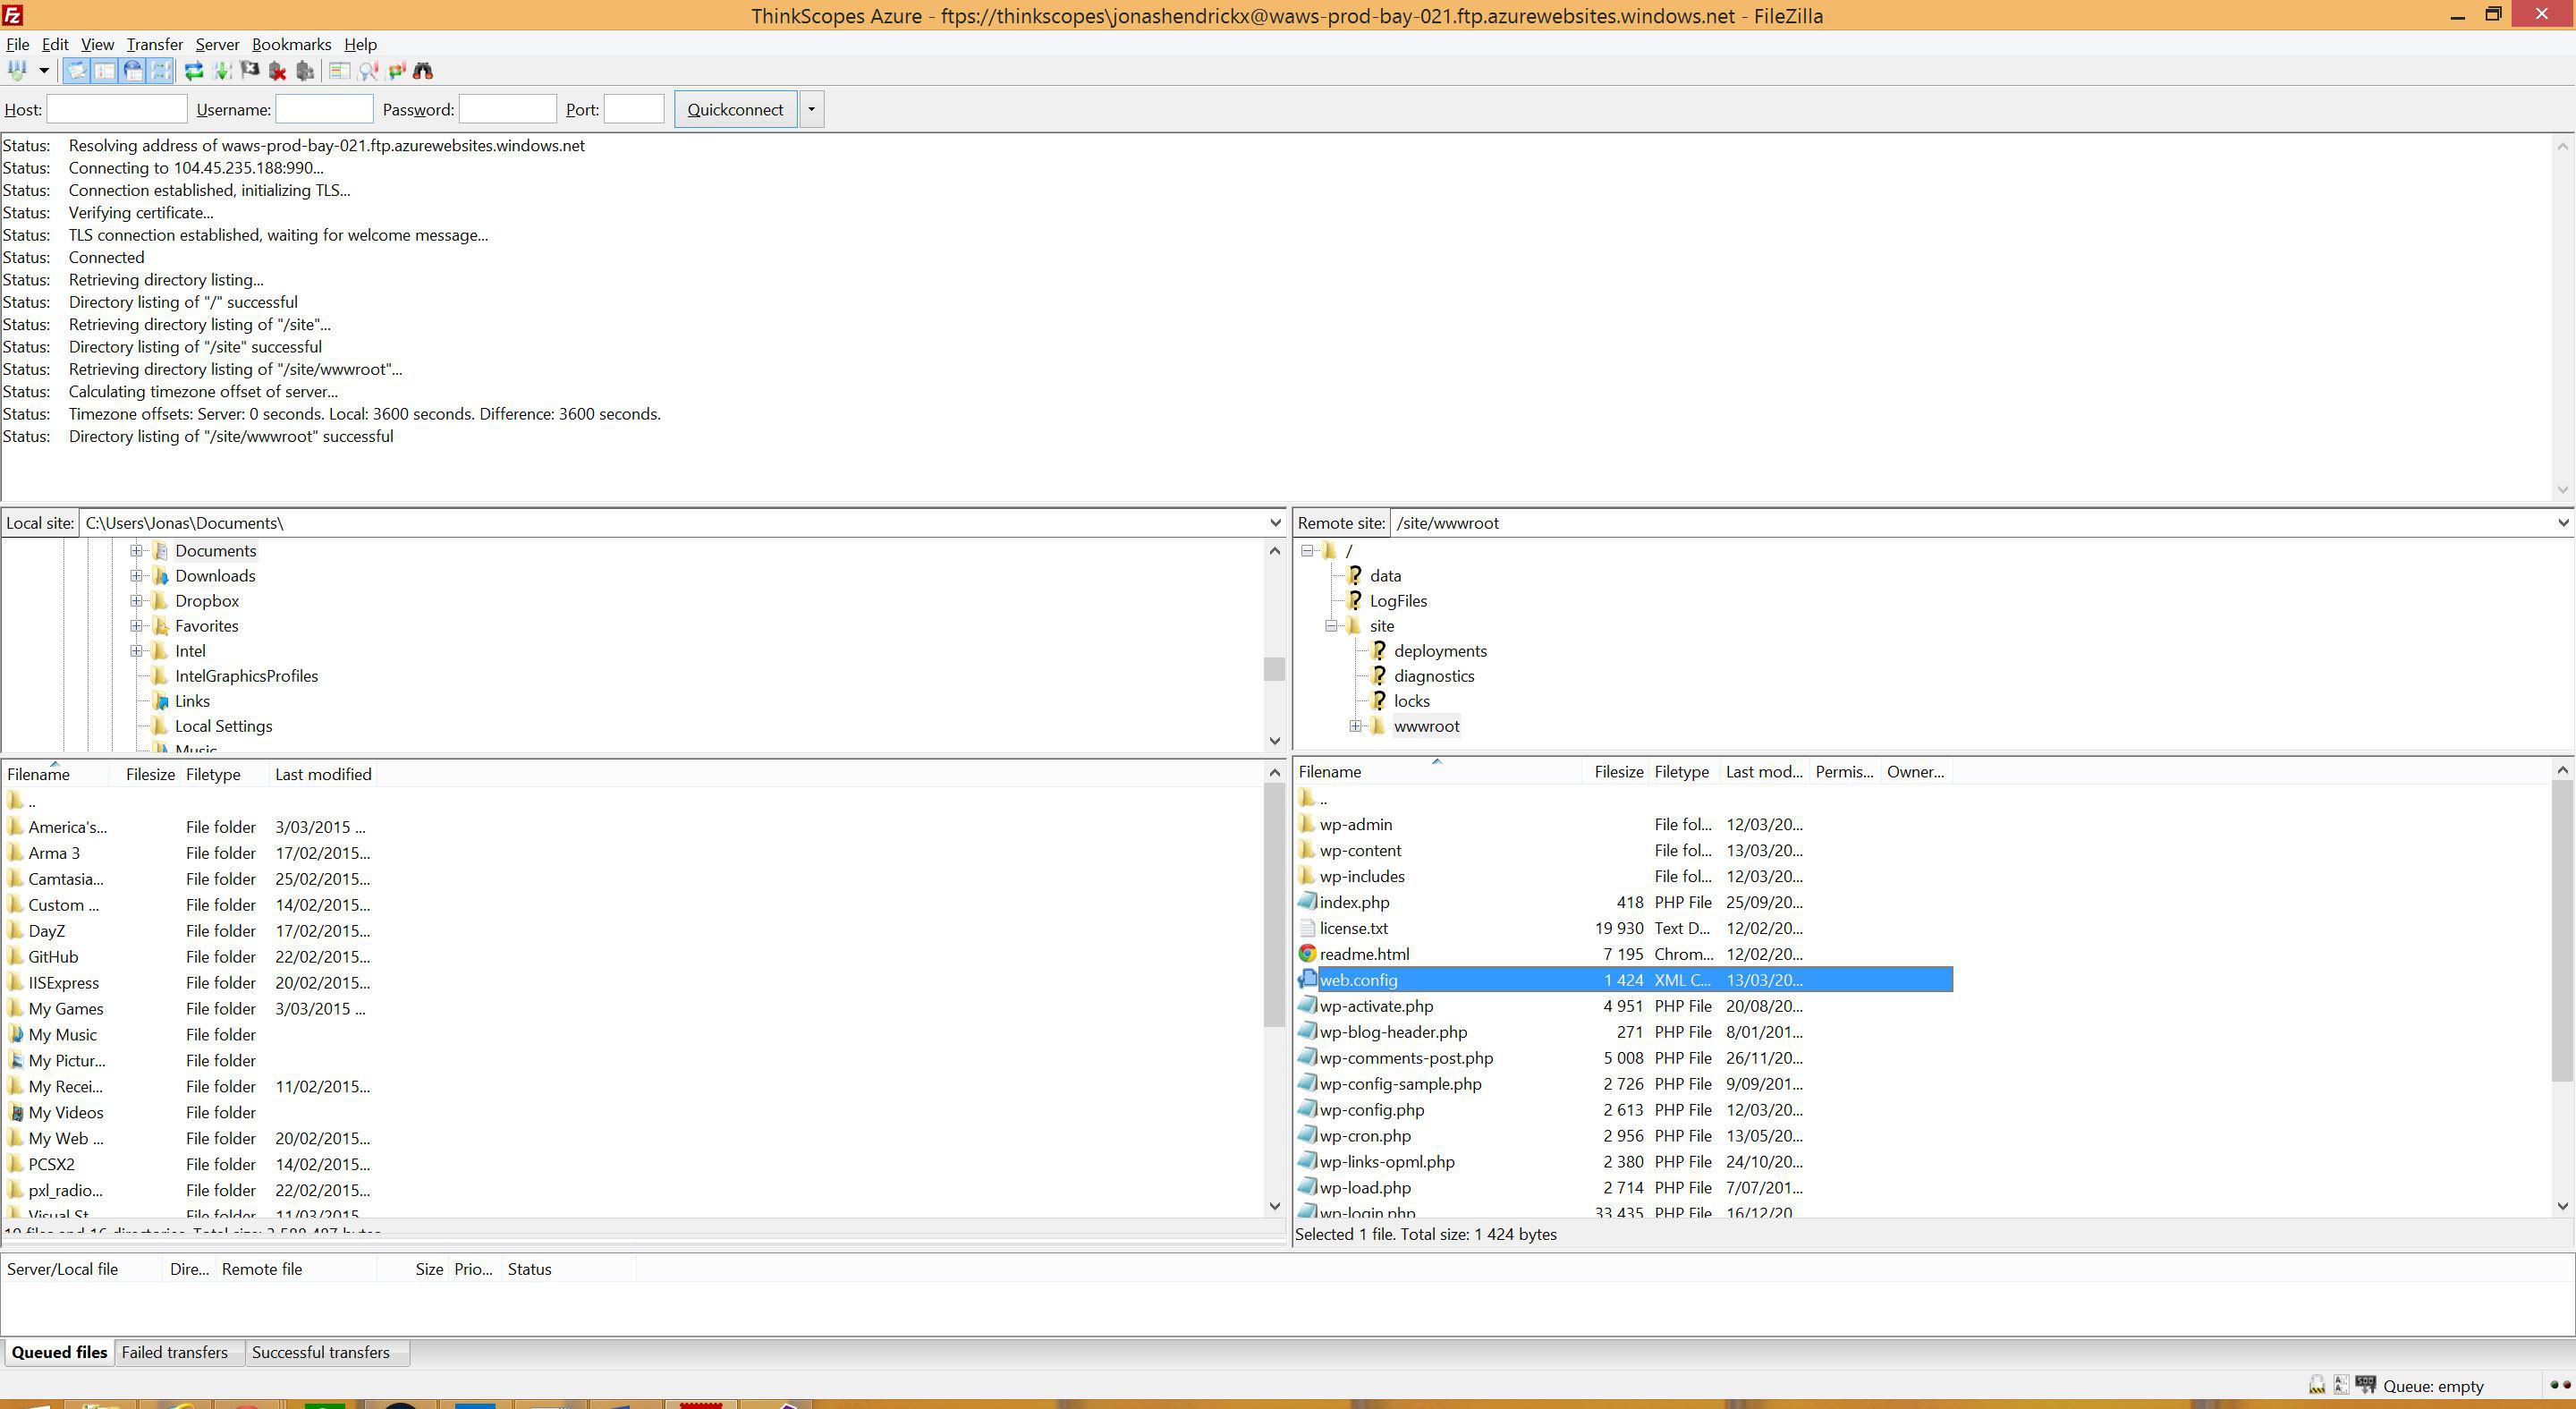 ThinkScopes Azure - ftps://thinkscopes\jonashendrickx@waws-prod-bay-021.ftp.azurewebsites.windows.net - FileZilla
File Edit View Transfer Server Bookmarks Help
Host: Username: Password: Port: Quickconnect
Status: Resolving address of waws-prod-bay-021.ftp.azurewebsites.windows.net
Status: Connecting to 104.45.235.188:990...
Status: Connection established, initializing TLS...
Status: Verifying certificate...
Status: TLS connection established, waiting for welcome message...
Status: Connected
Status: Retrieving directory listing...
Status: Directory listing of "/" successful
Status: Retrieving directory listing of "/site"...
Status: Directory listing of "/site" successful
Status: Retrieving directory listing of "/site/wwwroot"...
Status: Calculating timezone offset of server...
Status: Timezone offsets: Server: 0 seconds. Local: 3600 seconds. Difference: 3600 seconds.
Status: Directory listing of "/site/wwwroot" successful
Local site: C:\Users\Jonas\Documents\
Documents
Downloads
Dropbox
Favorites
Intel
IntelGraphicsProfiles
Links
Local Settings
Music
Filename Filesize Filetype Last modified
..
America's... File folder 3/03/2015 ...
Arma 3 File folder 17/02/2015...
Camtasia... File folder 25/02/2015...
Custom ... File folder 14/02/2015...
DayZ File folder 17/02/2015...
GitHub File folder 22/02/2015...
IISExpress File folder 20/02/2015...
My Games File folder 3/03/2015 ...
My Music File folder
My Pictur... File folder
My Recei... File folder 11/02/2015...
My Videos File folder
My Web ... File folder 20/02/2015...
PCSX2 File folder 14/02/2015...
pxl_radio... File folder 22/02/2015...
Visual St... File folder 11/03/2015...
Remote site: /site/wwwroot
/
data
LogFiles
site
deployments
diagnostics
locks
wwwroot
Filename Filesize Filetype Last mod... Permis... Owner...
..
wp-admin File fol... 12/03/20...
wp-content File fol... 13/03/20...
wp-includes File fol... 12/03/20...
index.php 418 PHP File 25/09/20...
license.txt 19 930 Text D... 12/02/20...
readme.html 7 195 Chrom... 12/02/20...
web.config 1 424 XML C... 13/03/20...
wp-activate.php 4 951 PHP File 20/08/20...
wp-blog-header.php 271 PHP File 8/01/201...
wp-comments-post.php 5 008 PHP File 26/11/20...
wp-config-sample.php 2 726 PHP File 9/09/201...
wp-config.php 2 613 PHP File 12/03/20...
wp-cron.php 2 956 PHP File 13/05/20...
wp-links-opml.php 2 380 PHP File 24/10/20...
wp-load.php 2 714 PHP File 7/07/201...
wp-login.php 33 435 PHP File 16/12/20...
Selected 1 file. Total size: 1 424 bytes
Server/Local file Dire... Remote file Size Prio... Status
Queued files Failed transfers Successful transfers
Queue: empty